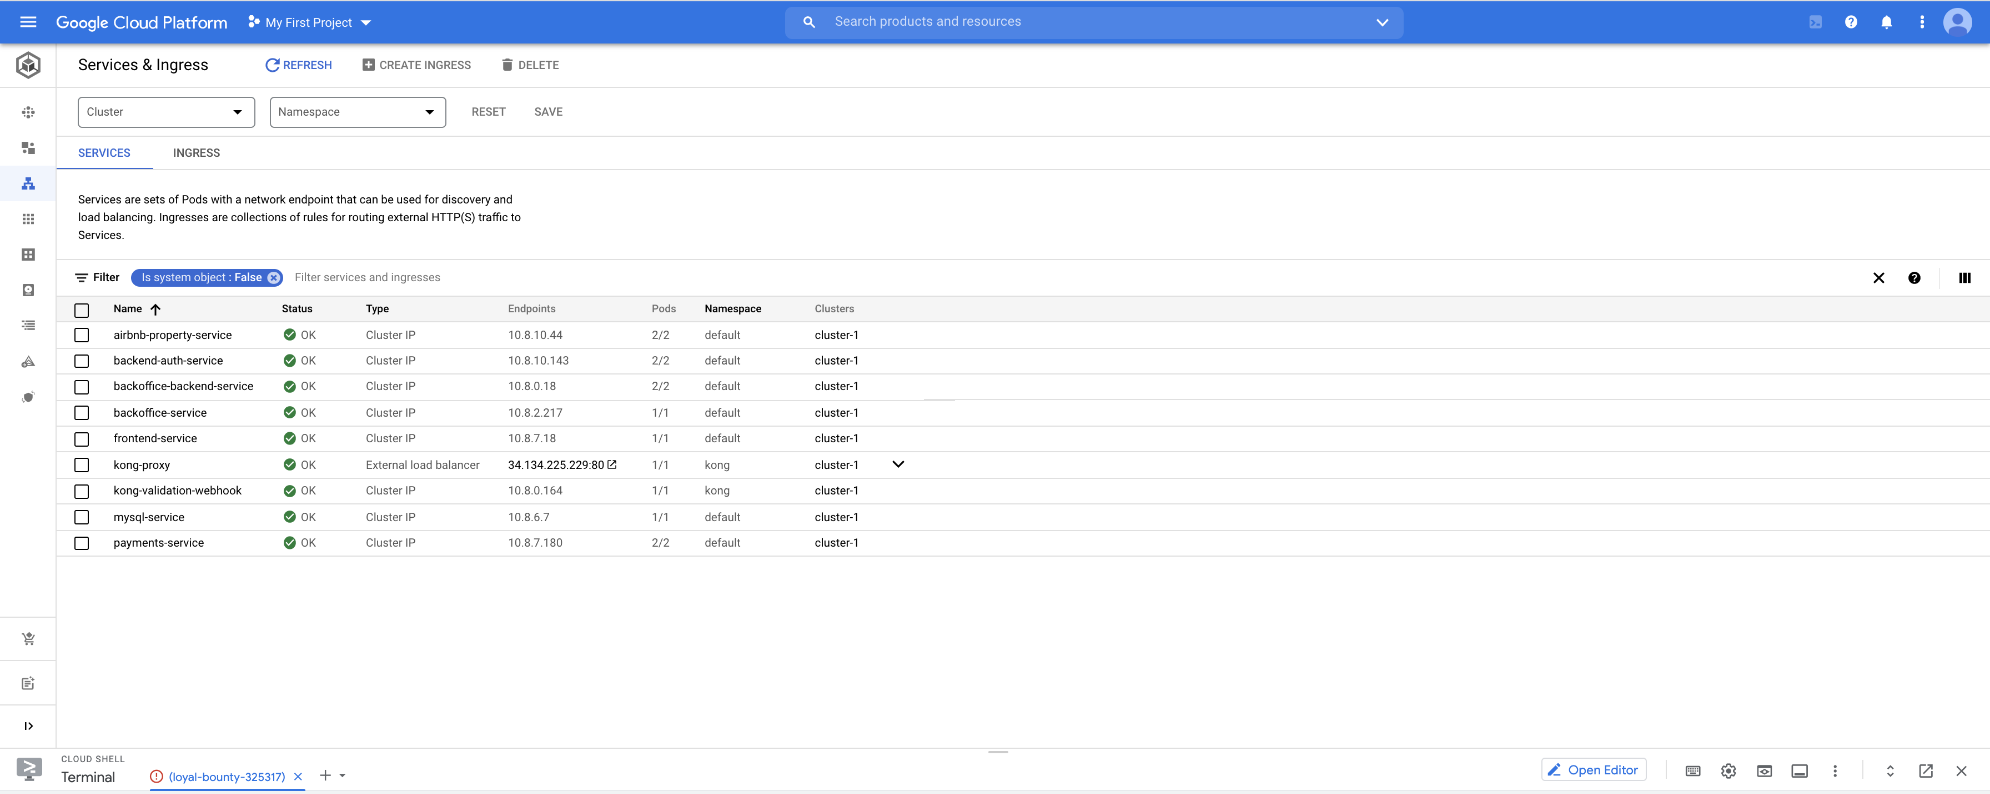 Google Cloud Platform My First Project Search products and resources
Services & Ingress REFRESH CREATE INGRESS DELETE
Cluster Namespace RESET SAVE
SERVICES INGRESS
Services are sets of Pods with a network endpoint that can be used for discovery and
load balancing. Ingresses are collections of rules for routing external HTTP(S) traffic to
Services.
Filter Is system object : False Filter services and ingresses
Name Status Type Endpoints Pods Namespace Clusters
airbnb-property-service OK Cluster IP 10.8.10.44 2/2 default cluster-1
backend-auth-service OK Cluster IP 10.8.10.143 2/2 default cluster-1
backoffice-backend-service OK Cluster IP 10.8.0.18 2/2 default cluster-1
backoffice-service OK Cluster IP 10.8.2.217 1/1 default cluster-1
frontend-service OK Cluster IP 10.8.7.18 1/1 default cluster-1
kong-proxy OK External load balancer 34.134.225.229:80 1/1 kong cluster-1
kong-validation-webhook OK Cluster IP 10.8.0.164 1/1 kong cluster-1
mysql-service OK Cluster IP 10.8.6.7 1/1 default cluster-1
payments-service OK Cluster IP 10.8.7.180 2/2 default cluster-1
CLOUD SHELL
Terminal (loyal-bounty-325317) Open Editor